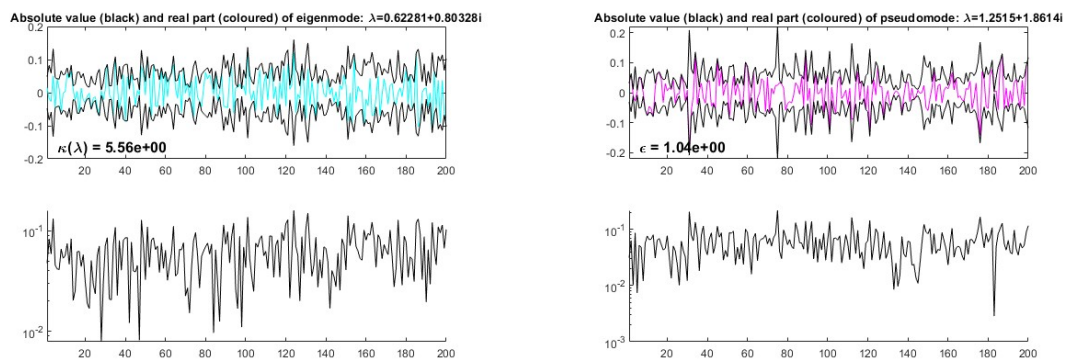 Absolute value (black) and real part (coloured) of eigenmode: λ=0.62281+0.80328i
0.2
0.1
0
-0.1
-0.2
κ(λ) = 5.56e+00
20 40 60 80 100 120 140 160 180 200
10^-1
10^-2
20 40 60 80 100 120 140 160 180 200
Absolute value (black) and real part (coloured) of pseudomode: λ=1.2515+1.8614i
0.2
0.1
0
-0.1
-0.2
ϵ = 1.04e+00
20 40 60 80 100 120 140 160 180 200
10^-1
10^-2
10^-3
20 40 60 80 100 120 140 160 180 200